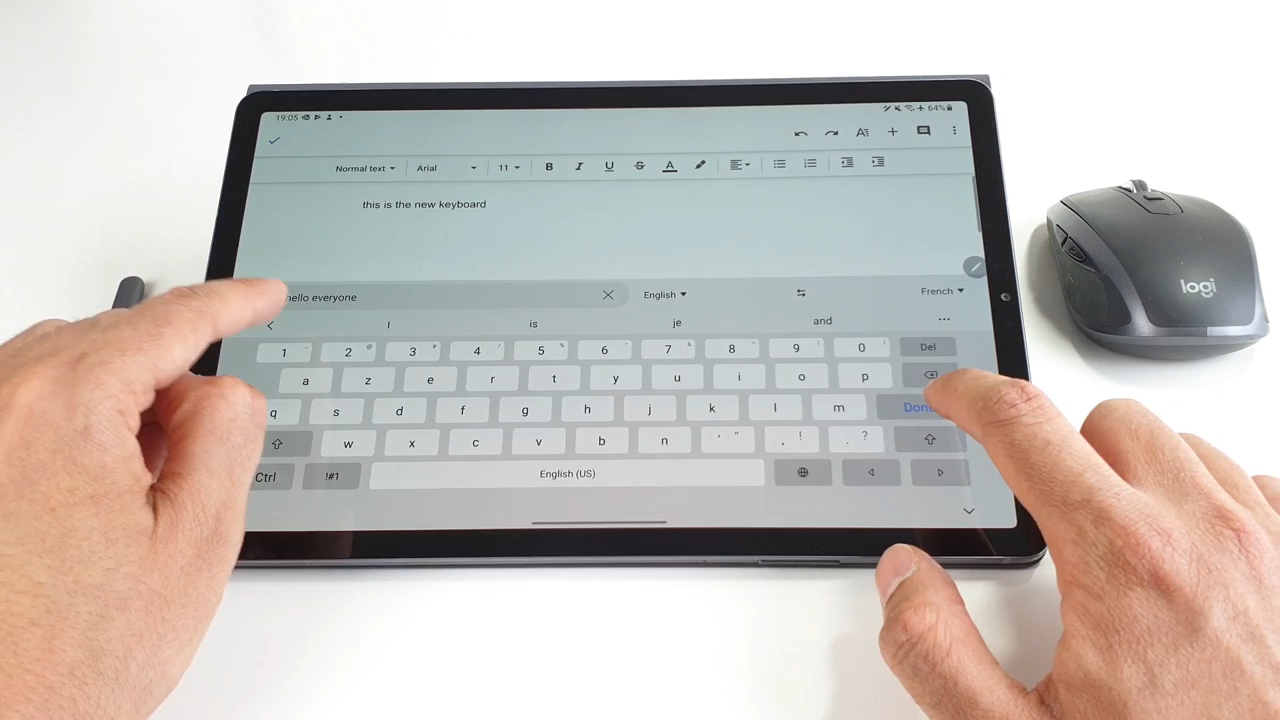 19:05 64%
Normal text Arial 11 B I U S A
this is the new keyboard
hello everyone English French
I is je and
1 2 3 4 5 6 7 8 9 0 Del
a z e r t y u i o p
q s d f g h j k l m Done
w x c v b n ' " , ! . ?
Ctrl !#1 English (US)
logi